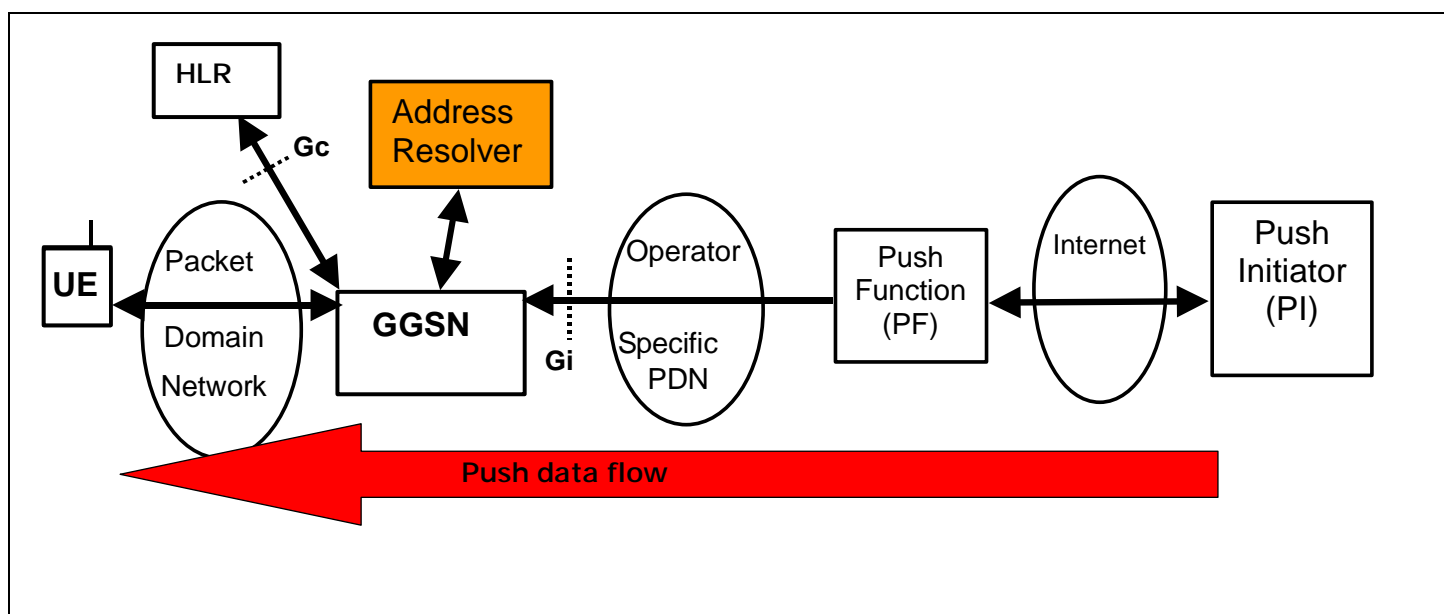 HLR
Address
Resolver
Gc
UE
Packet
Domain
Network
GGSN
Gi
Operator
Specific
PDN
Push
Function
(PF)
Internet
Push
Initiator
(PI)
Push data flow